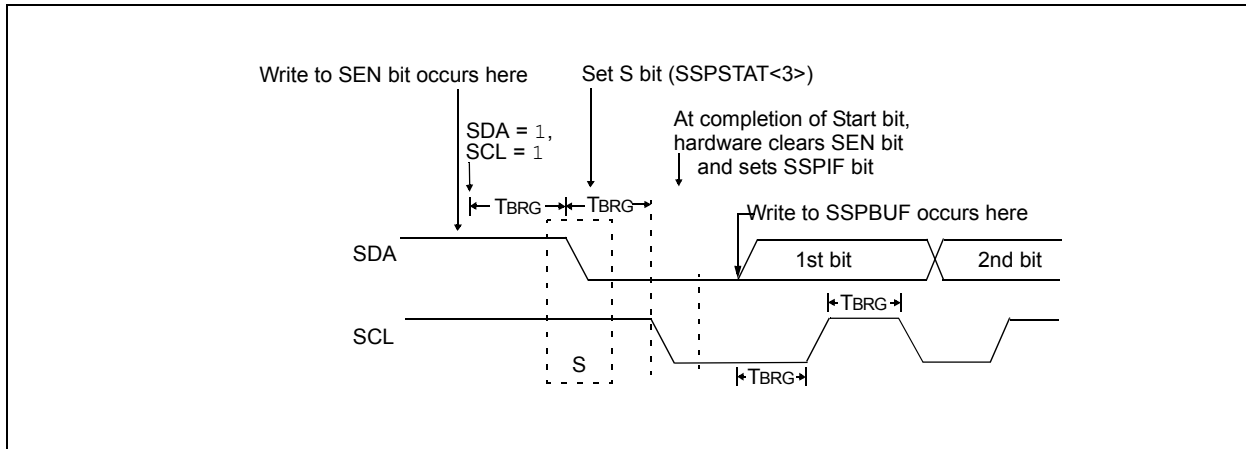 Write to SEN bit occurs here
Set S bit (SSPSTAT<3>)
At completion of Start bit,
hardware clears SEN bit
and sets SSPIF bit
SDA = 1,
SCL = 1
TBRG
TBRG
Write to SSPBUF occurs here
SDA
1st bit
2nd bit
TBRG
SCL
S
TBRG